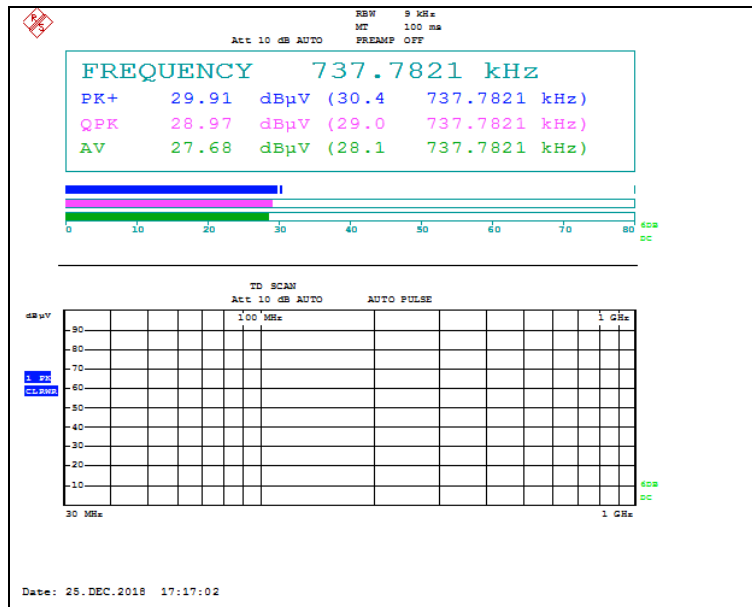 RBW 9 kHz
MT 100 ms
Att 10 dB AUTO PREAMP OFF
FREQUENCY 737.7821 kHz
PK+ 29.91 dBµV (30.4 737.7821 kHz)
QPK 28.97 dBµV (29.0 737.7821 kHz)
AV 27.68 dBµV (28.1 737.7821 kHz)
0 10 20 30 40 50 60 70 80
6DB
DC
TD SCAN
Att 10 dB AUTO AUTO PULSE
dBµV
100 MHz 1 GHz
90
80
70
1 PK
60
CLRWR
50
40
30
20
10
6DB
DC
30 MHz 1 GHz
Date: 25.DEC.2018 17:17:02